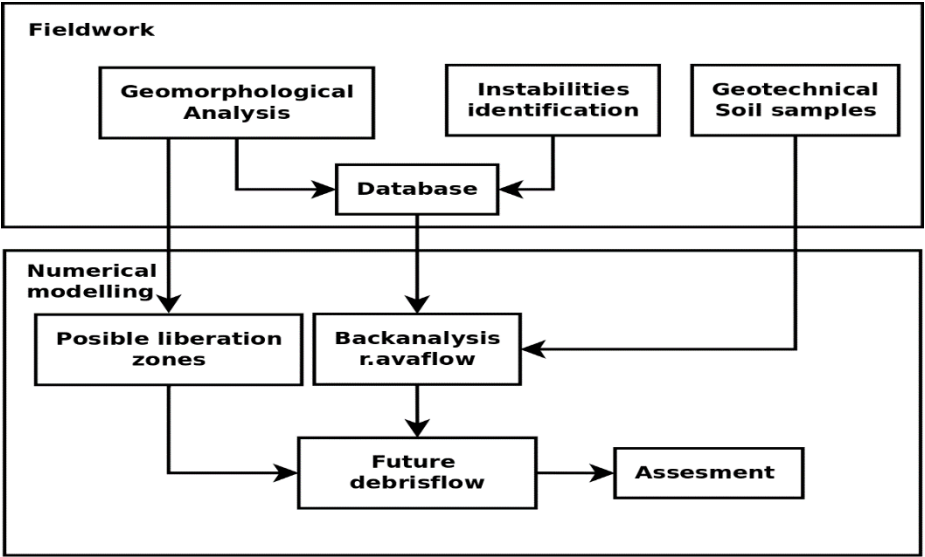 Fieldwork
Geomorphological
Analysis
Instabilities
identification
Geotechnical
Soil samples
Database
Numerical
modelling
Posible liberation
zones
Backanalysis
r.avaflow
Future
debrisflow
Assesment